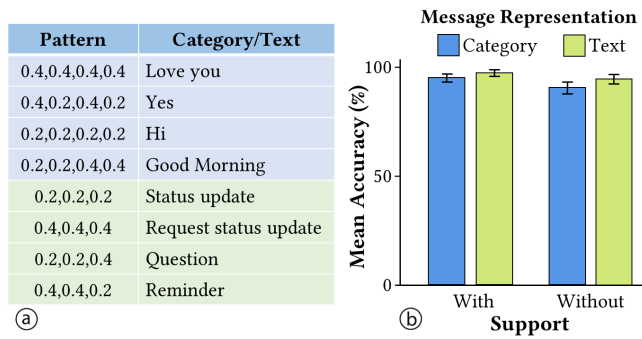 Pattern Category/Text
0.4,0.4,0.4,0.4 Love you
0.4,0.2,0.4,0.2 Yes
0.2,0.2,0.2,0.2 Hi
0.2,0.2,0.4,0.4 Good Morning
0.2,0.2,0.2 Status update
0.4,0.4,0.4 Request status update
0.2,0.2,0.4 Question
0.4,0.4,0.2 Reminder
a
Message Representation
Category Text
Mean Accuracy (%)
100
50
0
With Without
Support
b